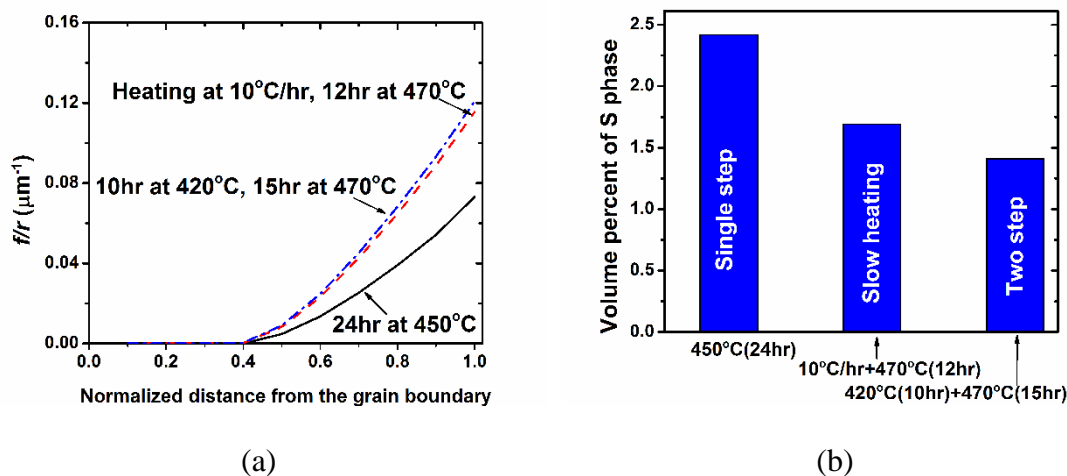 0.16
0.12
0.08
0.04
0.00
f/r (μm⁻¹)
Heating at 10°C/hr, 12hr at 470°C
10hr at 420°C, 15hr at 470°C
24hr at 450°C
0.0 0.2 0.4 0.6 0.8 1.0
Normalized distance from the grain boundary
(a)
2.5
2.0
1.5
1.0
0.5
0.0
Volume percent of S phase
Single step
Slow heating
Two step
450°C(24hr)
10°C/hr+470°C(12hr)
420°C(10hr)+470°C(15hr)
(b)